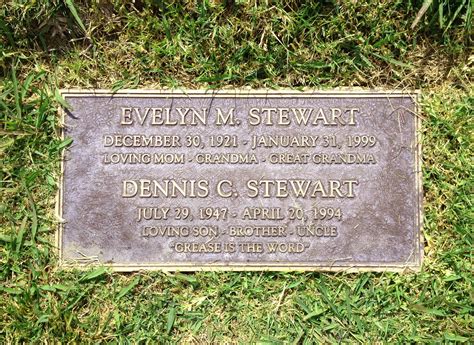 EVELYN M. STEWART
DECEMBER 30, 1921 - JANUARY 31, 1999
LOVING MOM - GRANDMA - GREAT GRANDMA
DENNIS C. STEWART
JULY 29, 1947 - APRIL 20, 1994
LOVING SON - BROTHER - UNCLE
"GREASE IS THE WORD"